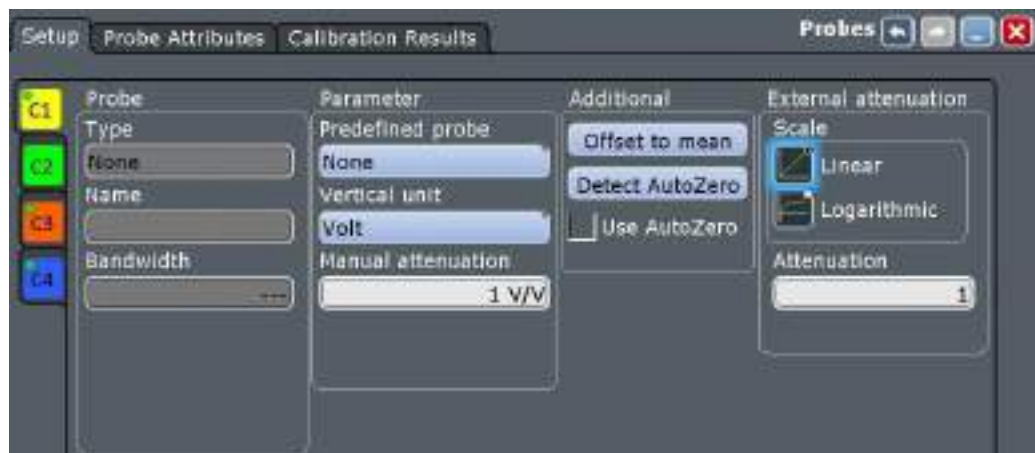 Setup Probe Attributes Calibration Results Probes
C1
C2
C3
C4
Probe
Type
None
Name
Bandwidth
---
Parameter
Predefined probe
None
Vertical unit
Volt
Manual attenuation
1 V/V
Additional
Offset to mean
Detect AutoZero
Use AutoZero
External attenuation
Scale
Linear
Logarithmic
Attenuation
1